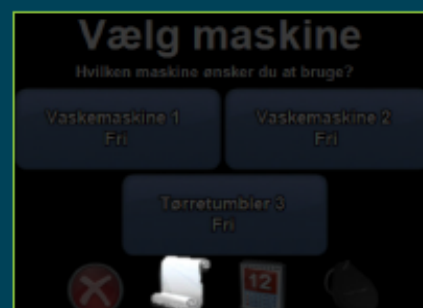 Vælg maskine
Hvilken maskine ønsker du at bruge?
Vaskemaskine 1
Fri
Vaskemaskine 2
Fri
Tørretumbler 3
Fri
12